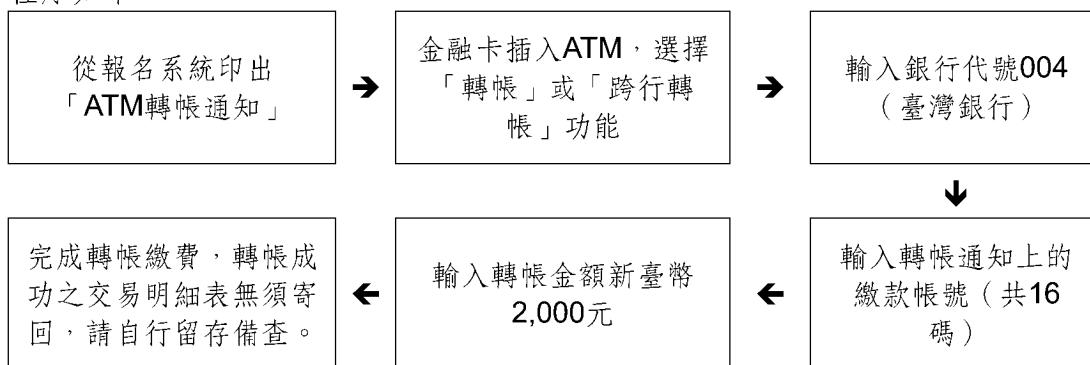 從報名系統印出
「ATM轉帳通知」
金融卡插入ATM,選擇
「轉帳」或「跨行轉
帳」功能
輸入銀行代號004
(臺灣銀行)
輸入轉帳通知上的
繳款帳號(共16
碼)
輸入轉帳金額新臺幣
2,000元
完成轉帳繳費,轉帳成
功之交易明細表無須寄
回,請自行留存備查。